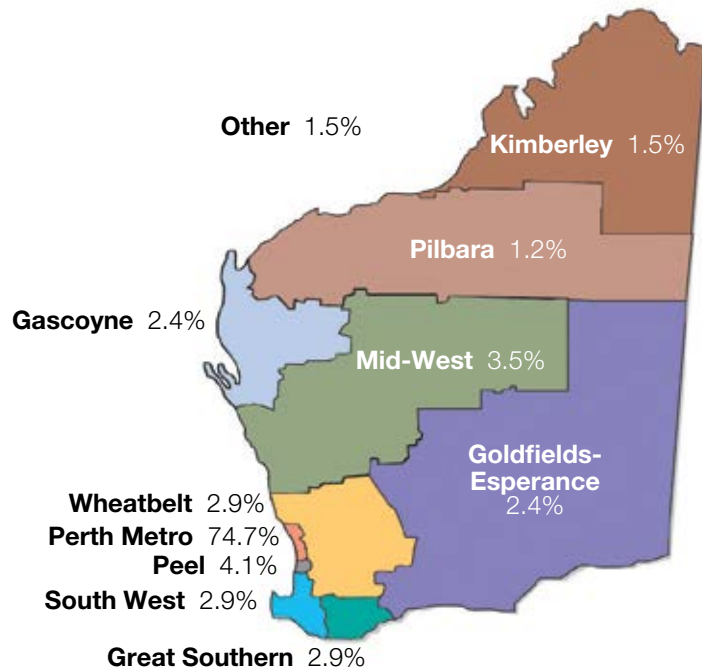 Other 1.5%
Kimberley 1.5%
Pilbara 1.2%
Gascoyne 2.4%
Mid-West 3.5%
Goldfields-
Esperance
2.4%
Wheatbelt 2.9%
Perth Metro 74.7%
Peel 4.1%
South West 2.9%
Great Southern 2.9%